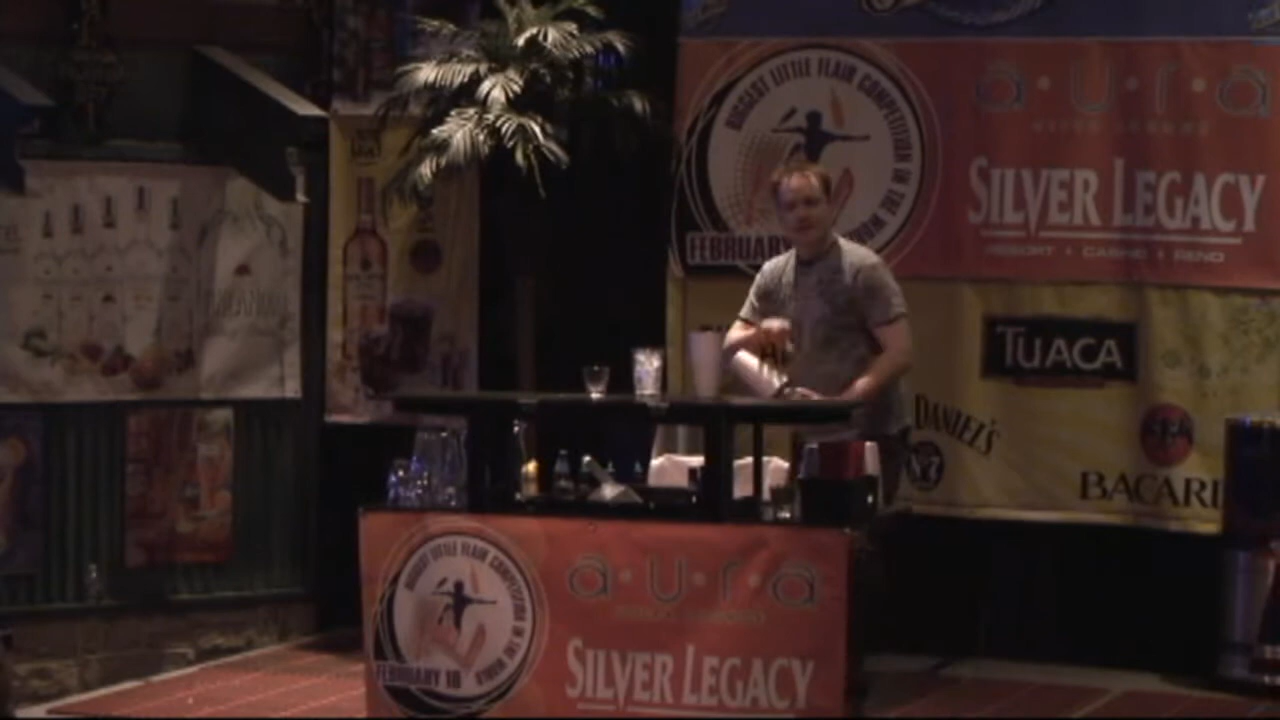 BIGGEST LITTLE FLAIR COMPETITION IN THE WORLD
FEBRUARY
a·u·r·a
SILVER LEGACY
RESORT • CASINO • RENO
TUACA
DANIEL'S
BACARDI
BIGGEST LITTLE FLAIR COMPETITION IN THE WORLD
FEBRUARY 18
a·u·r·a
SILVER LEGACY